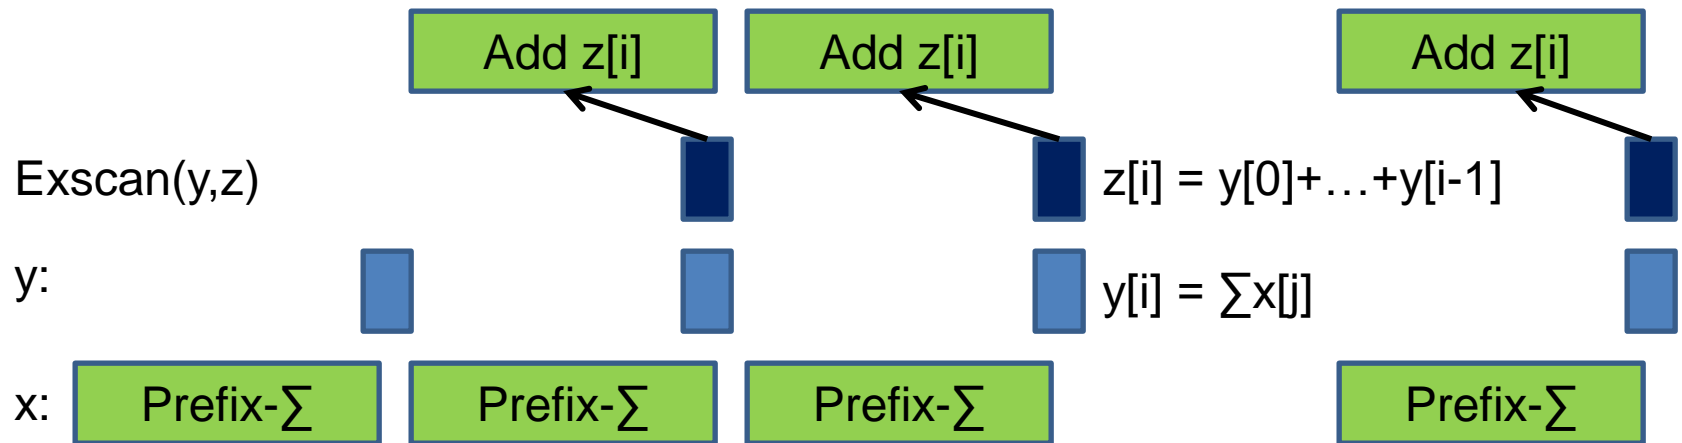 Add z[i] Add z[i] Add z[i]
Exscan(y,z) z[i] = y[0]+…+y[i-1]
y: y[i] = ∑x[j]
x: Prefix-∑ Prefix-∑ Prefix-∑ Prefix-∑